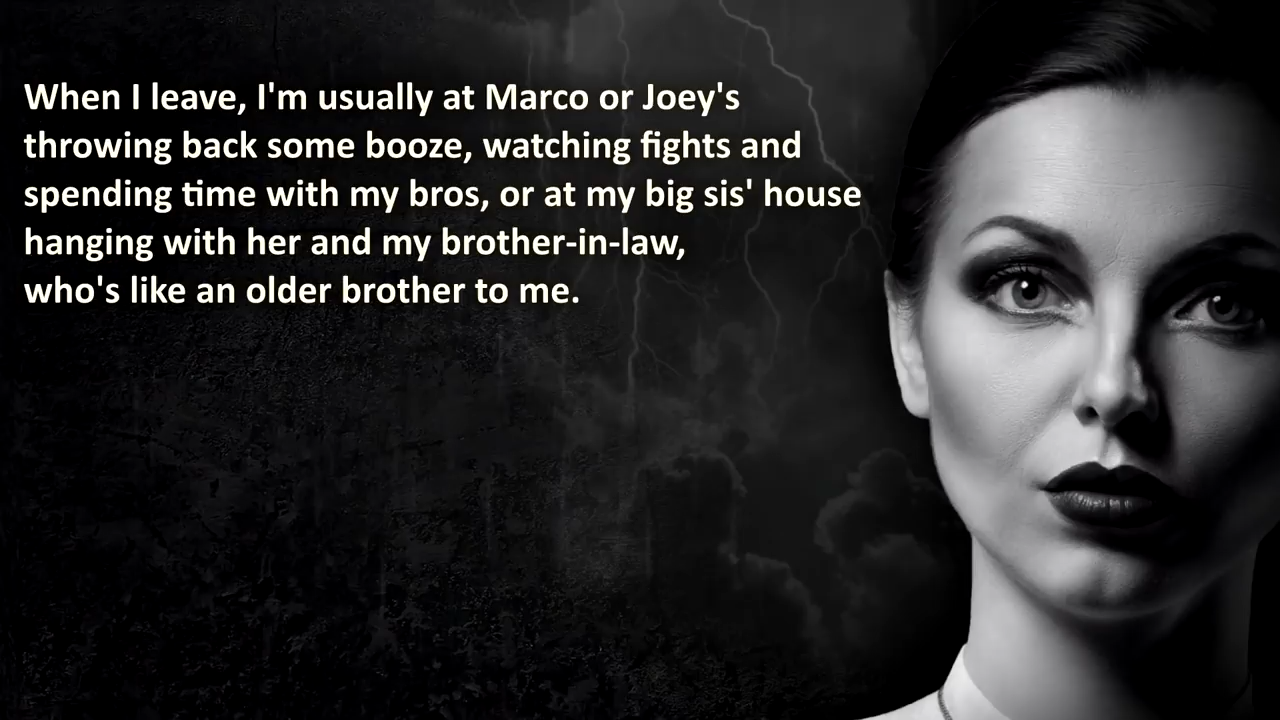 When I leave, I'm usually at Marco or Joey's
throwing back some booze, watching fights and
spending time with my bros, or at my big sis' house
hanging with her and my brother-in-law,
who's like an older brother to me.